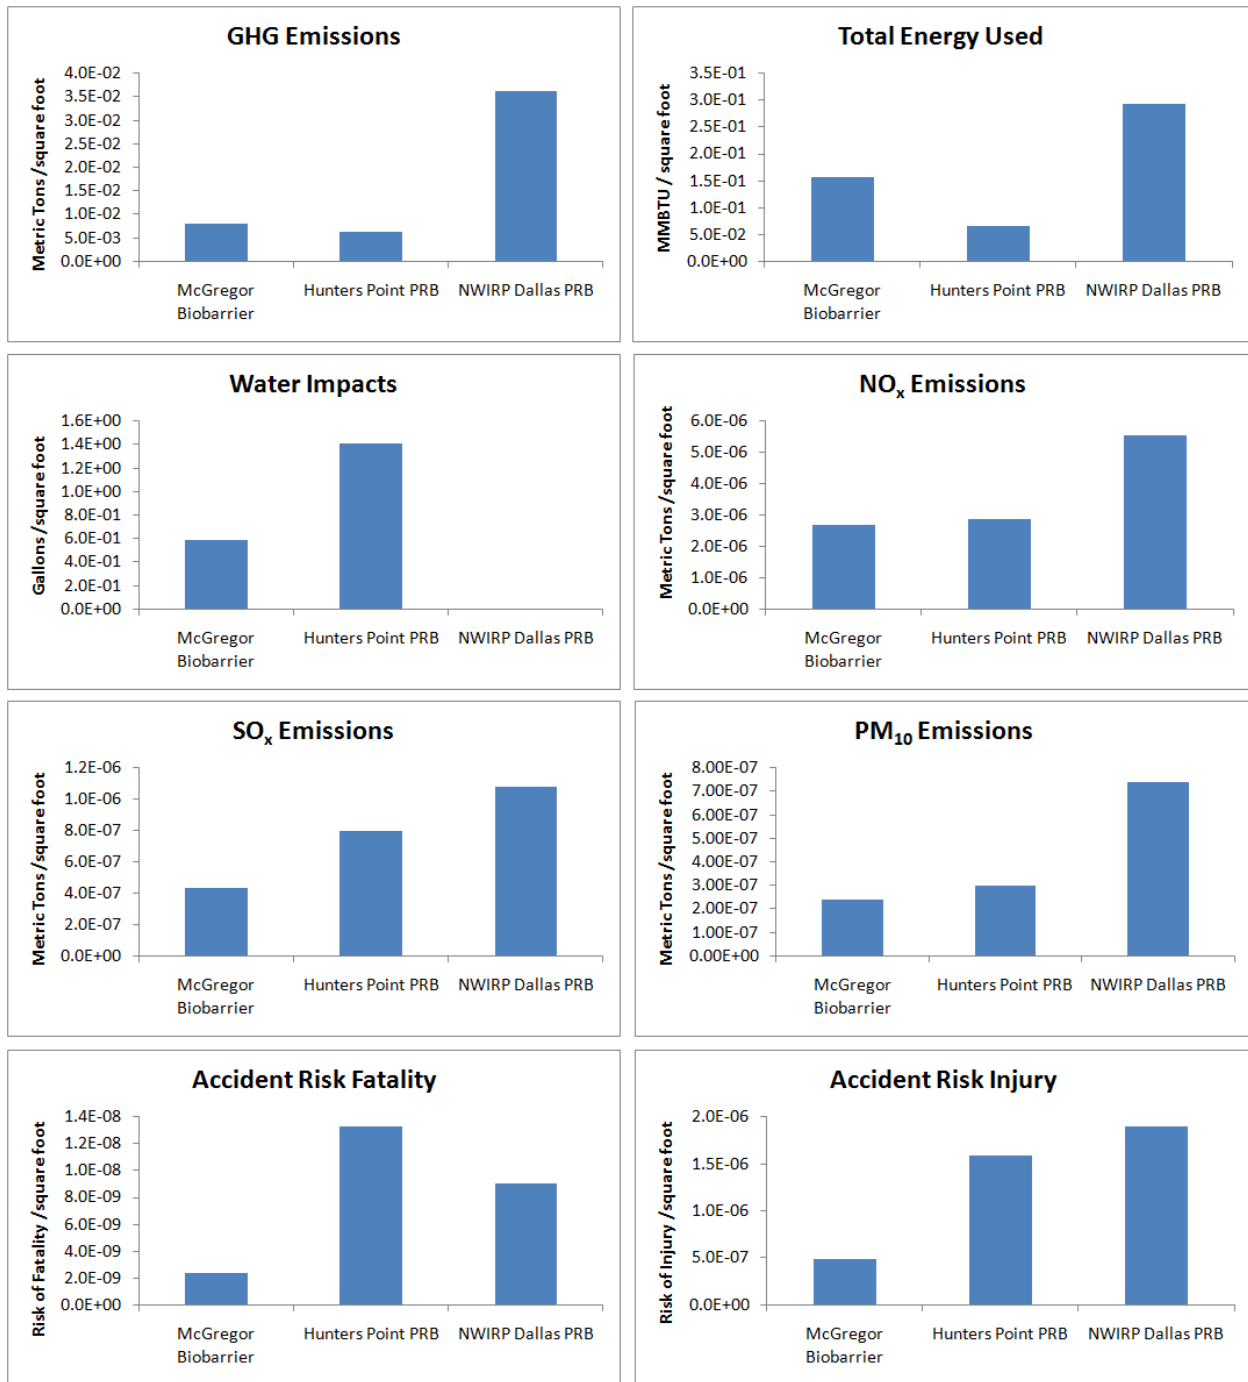 GHG Emissions
Metric Tons /square foot
4.0E-02
3.5E-02
3.0E-02
2.5E-02
2.0E-02
1.5E-02
1.0E-02
5.0E-03
0.0E+00
McGregor
Biobarrier
Hunters Point PRB
NWIRP Dallas PRB
Total Energy Used
MMBTU / square foot
3.5E-01
3.0E-01
2.5E-01
2.0E-01
1.5E-01
1.0E-01
5.0E-02
0.0E+00
McGregor
Biobarrier
Hunters Point PRB
NWIRP Dallas PRB
Water Impacts
Gallons /square foot
1.6E+00
1.4E+00
1.2E+00
1.0E+00
8.0E-01
6.0E-01
4.0E-01
2.0E-01
0.0E+00
McGregor
Biobarrier
Hunters Point PRB
NWIRP Dallas PRB
NOx Emissions
Metric Tons /square foot
6.0E-06
5.0E-06
4.0E-06
3.0E-06
2.0E-06
1.0E-06
0.0E+00
McGregor
Biobarrier
Hunters Point PRB
NWIRP Dallas PRB
SOx Emissions
Metric Tons /square foot
1.2E-06
1.0E-06
8.0E-07
6.0E-07
4.0E-07
2.0E-07
0.0E+00
McGregor
Biobarrier
Hunters Point PRB
NWIRP Dallas PRB
PM10 Emissions
Metric Tons /square foot
8.00E-07
7.00E-07
6.00E-07
5.00E-07
4.00E-07
3.00E-07
2.00E-07
1.00E-07
0.00E+00
McGregor
Biobarrier
Hunters Point PRB
NWIRP Dallas PRB
Accident Risk Fatality
Risk of Fatality /square foot
1.4E-08
1.2E-08
1.0E-08
8.0E-09
6.0E-09
4.0E-09
2.0E-09
0.0E+00
McGregor
Biobarrier
Hunters Point PRB
NWIRP Dallas PRB
Accident Risk Injury
Risk of Injury /square foot
2.0E-06
1.5E-06
1.0E-06
5.0E-07
0.0E+00
McGregor
Biobarrier
Hunters Point PRB
NWIRP Dallas PRB